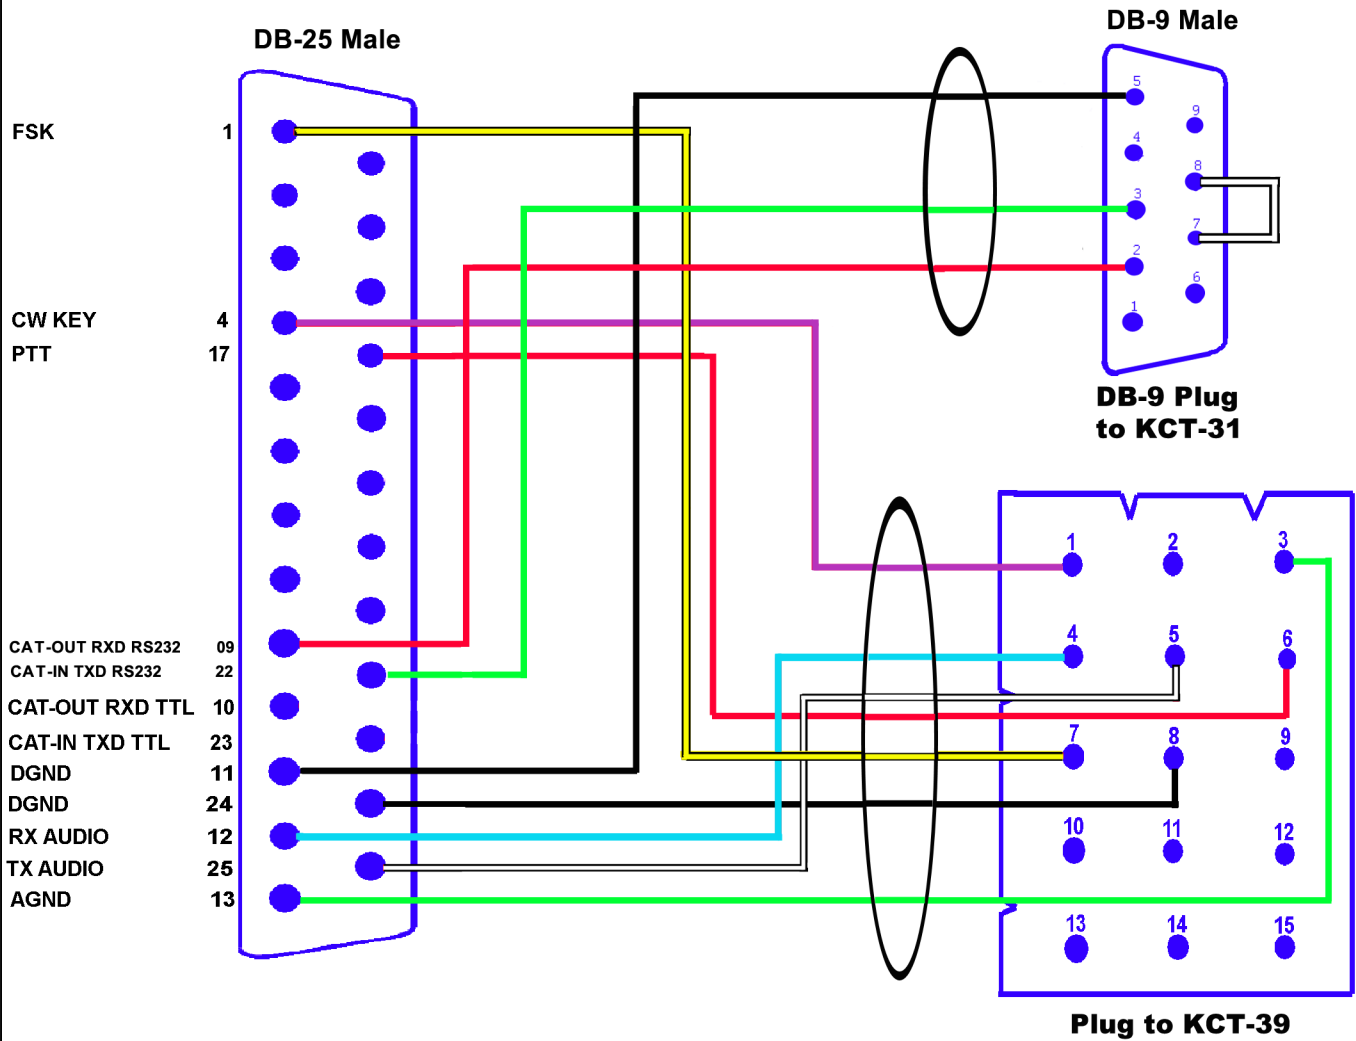 DB-25 Male
DB-9 Male
FSK 1
CW KEY 4
PTT 17
CAT-OUT RXD RS232 09
CAT-IN TXD RS232 22
CAT-OUT RXD TTL 10
CAT-IN TXD TTL 23
DGND 11
DGND 24
RX AUDIO 12
TX AUDIO 25
AGND 13
5
9
4
8
3
7
2
6
1
DB-9 Plug
to KCT-31
1 2 3
4 5 6
7 8 9
10 11 12
13 14 15
Plug to KCT-39